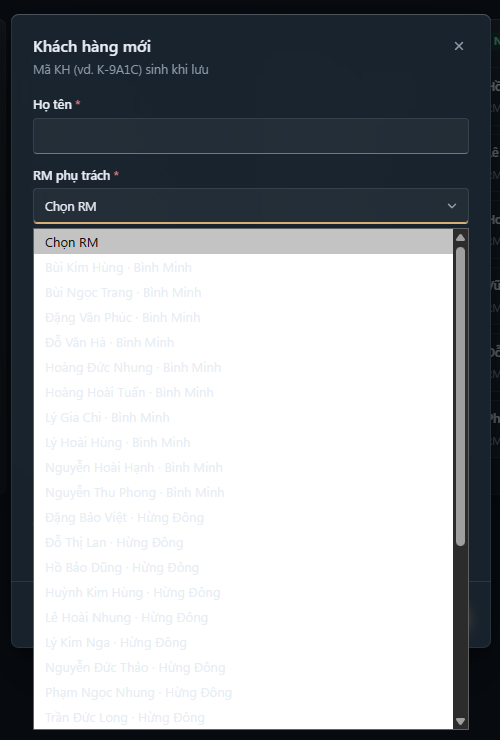 Khách hàng mới
Mã KH (vd. K-9A1C) sinh khi lưu
Họ tên *
RM phụ trách *
Chọn RM
Chọn RM
Bùi Kim Hùng · Bình Minh
Bùi Ngọc Trang · Bình Minh
Đặng Văn Phúc · Bình Minh
Đỗ Văn Hà · Bình Minh
Hoàng Đức Nhung · Bình Minh
Hoàng Hoài Tuấn · Bình Minh
Lý Gia Chi · Bình Minh
Lý Hoài Hùng · Bình Minh
Nguyễn Hoài Hạnh · Bình Minh
Nguyễn Thu Phong · Bình Minh
Đặng Bảo Việt · Hừng Đông
Đỗ Thị Lan · Hừng Đông
Hồ Bảo Dũng · Hừng Đông
Huỳnh Kim Hùng · Hừng Đông
Lê Hoài Nhung · Hừng Đông
Lý Kim Nga · Hừng Đông
Nguyễn Đức Thảo · Hừng Đông
Phạm Ngọc Nhung · Hừng Đông
Trần Đức Long · Hừng Đông